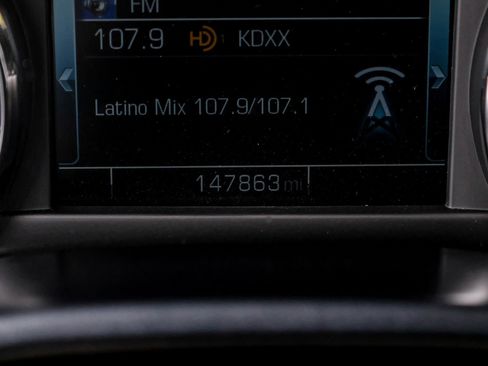 FM
107.9 HD KDXX
Latino Mix 107.9/107.1
147863 mi